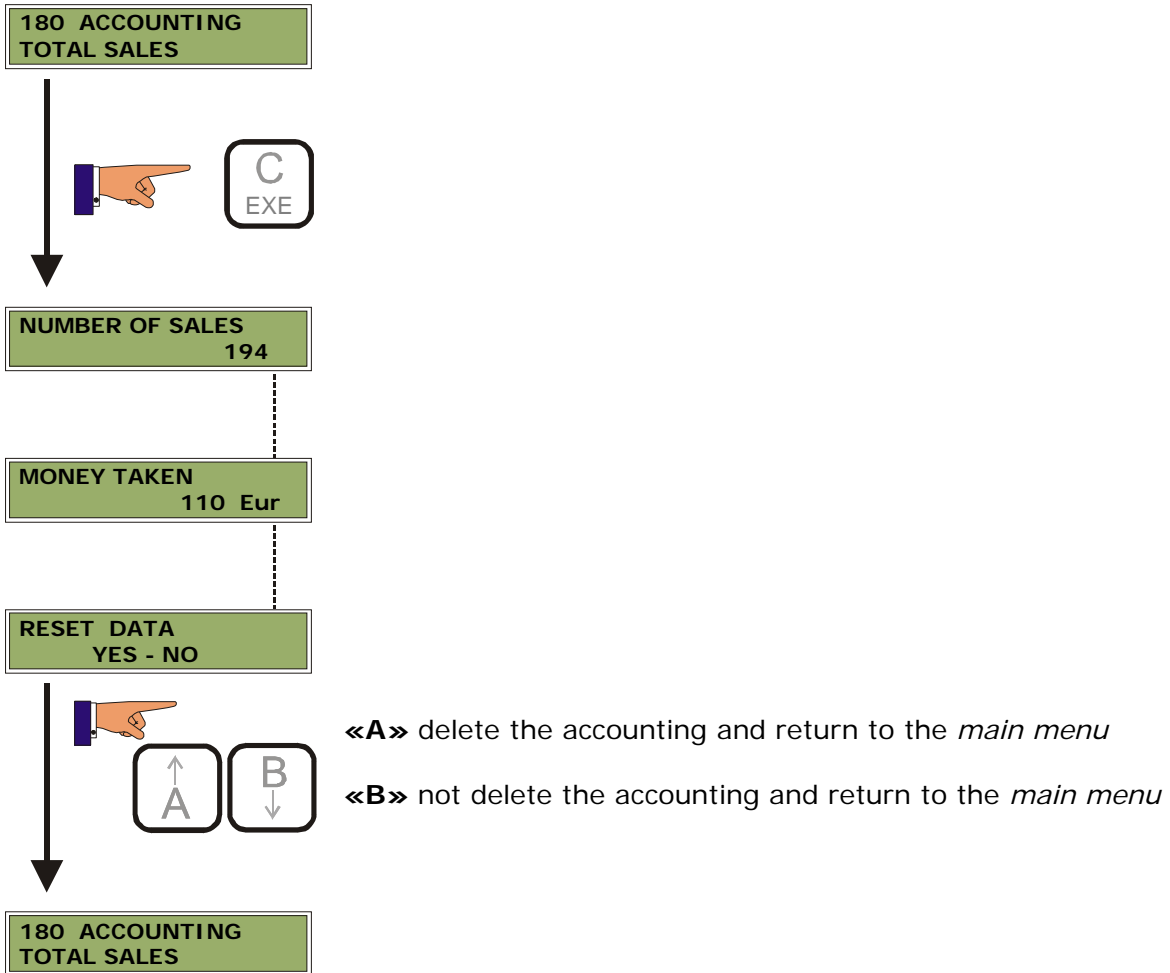 180 ACCOUNTING
TOTAL SALES
C
EXE
NUMBER OF SALES
194
MONEY TAKEN
110 Eur
RESET DATA
YES - NO
«A» delete the accounting and return to the main menu
A
B
«B» not delete the accounting and return to the main menu
180 ACCOUNTING
TOTAL SALES